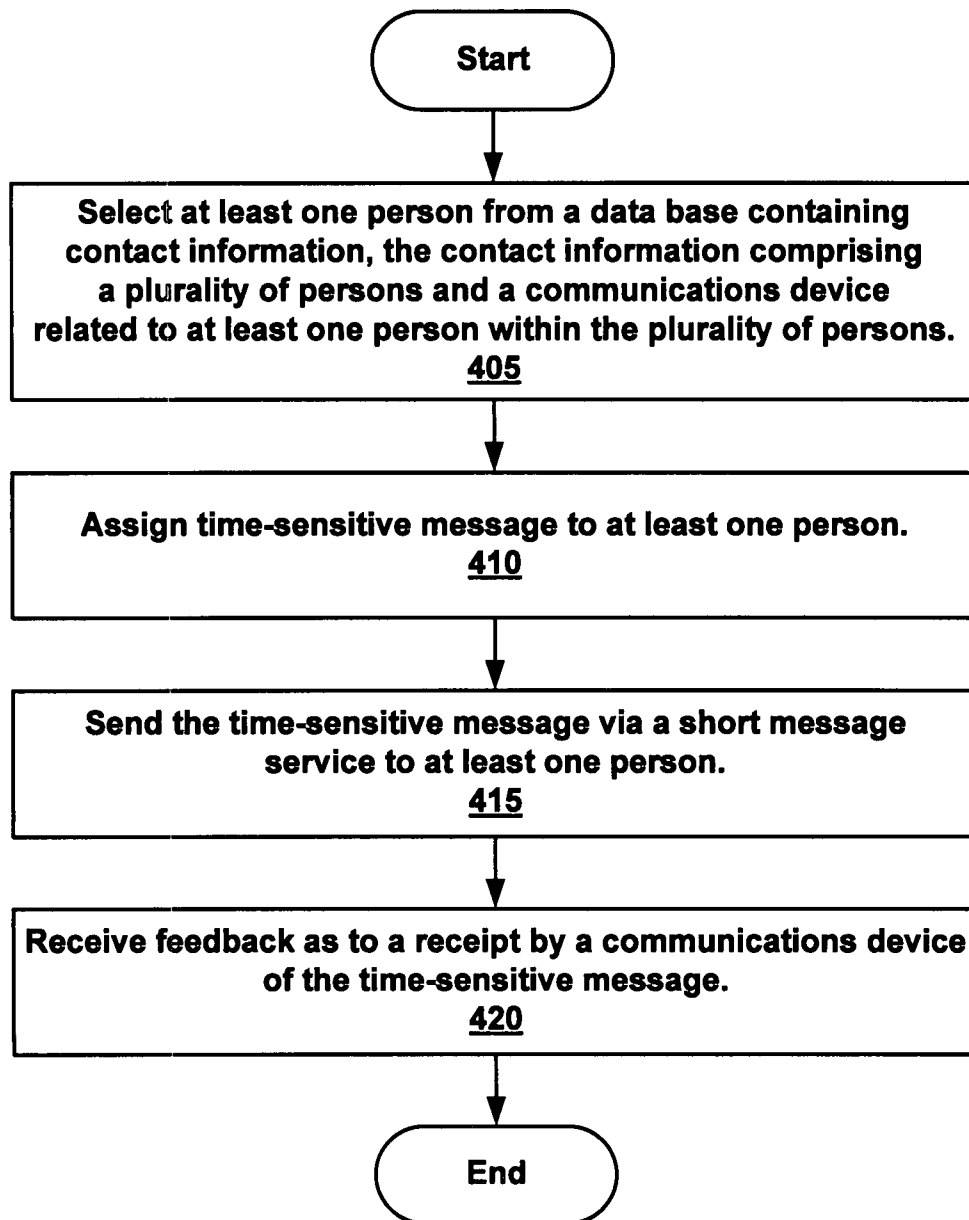 Start
Select at least one person from a data base containing
contact information, the contact information comprising
a plurality of persons and a communications device
related to at least one person within the plurality of persons.
405
Assign time-sensitive message to at least one person.
410
Send the time-sensitive message via a short message
service to at least one person.
415
Receive feedback as to a receipt by a communications device
of the time-sensitive message.
420
End